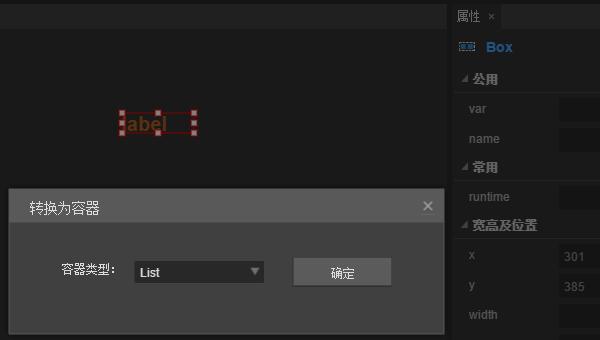 属性 ×
Box
公用
label
var
name
常用
runtime
转换为容器
宽高及位置
容器类型：
List
确定
x
301
y
385
width